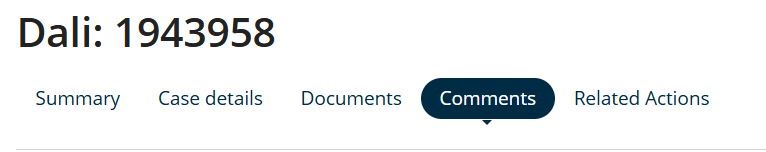 Dali: 1943958
Summary Case details Documents Comments Related Actions